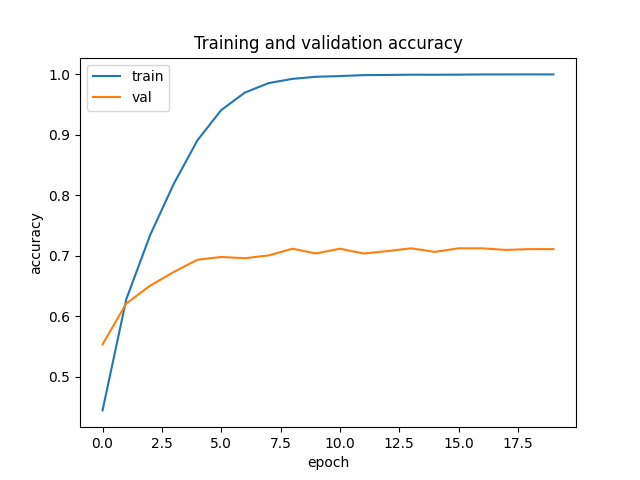 Training and validation accuracy
train
val
1.0
0.9
0.8
0.7
0.6
0.5
accuracy
0.0 2.5 5.0 7.5 10.0 12.5 15.0 17.5
epoch